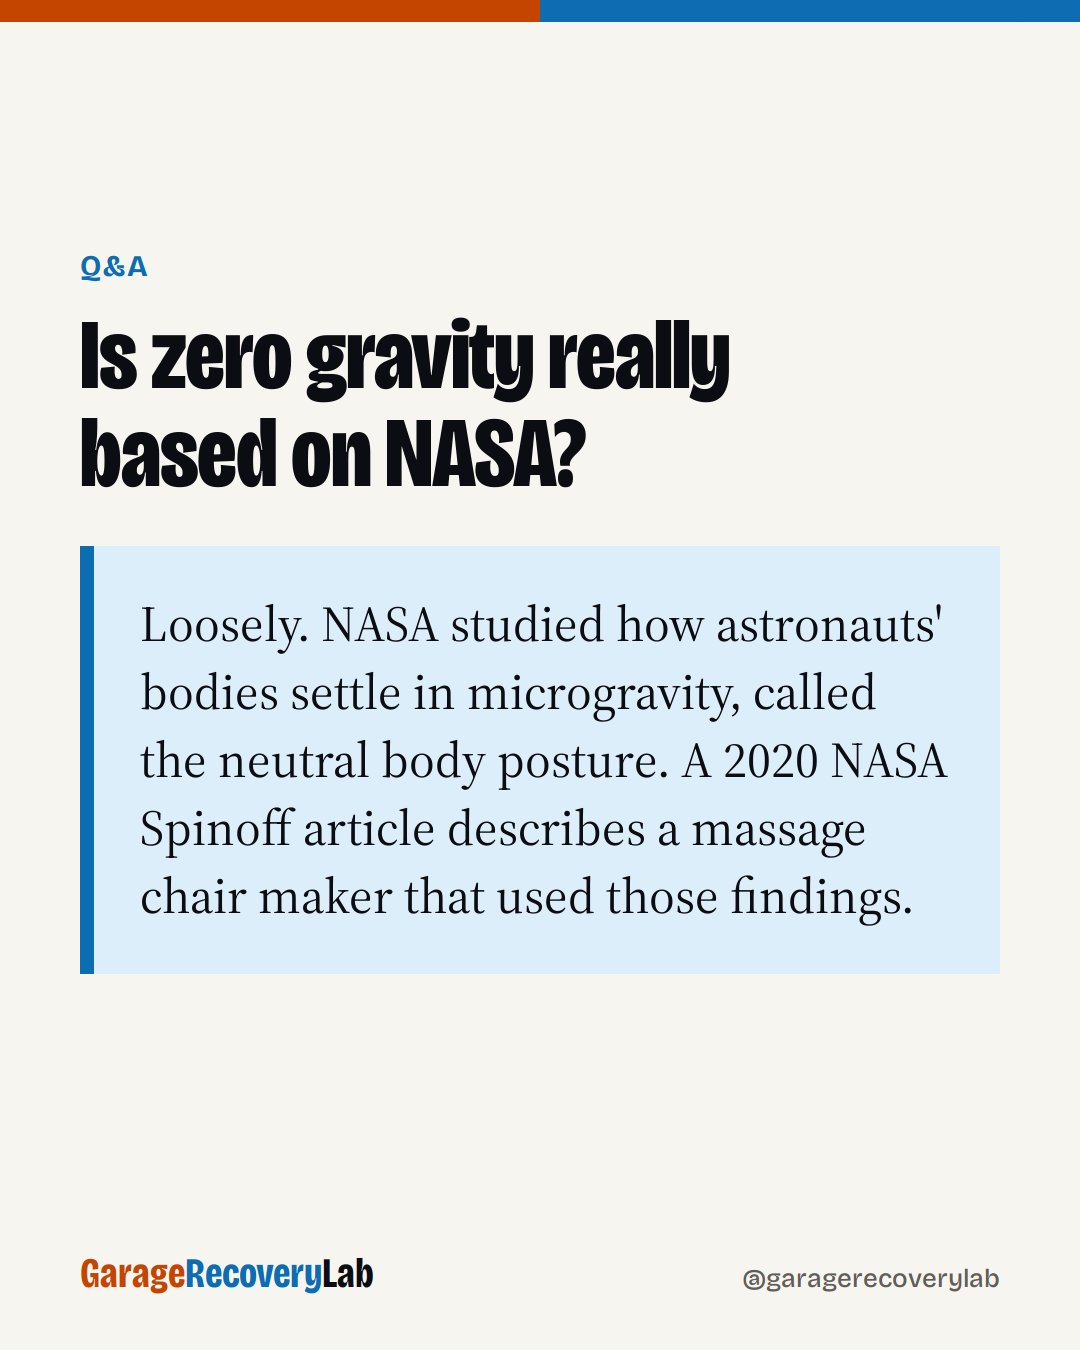 Q&A
Is zero gravity really
based on NASA?
Loosely. NASA studied how astronauts'
bodies settle in microgravity, called
the neutral body posture. A 2020 NASA
Spinoff article describes a massage
chair maker that used those findings.
GarageRecoveryLab
@garagerecoverylab